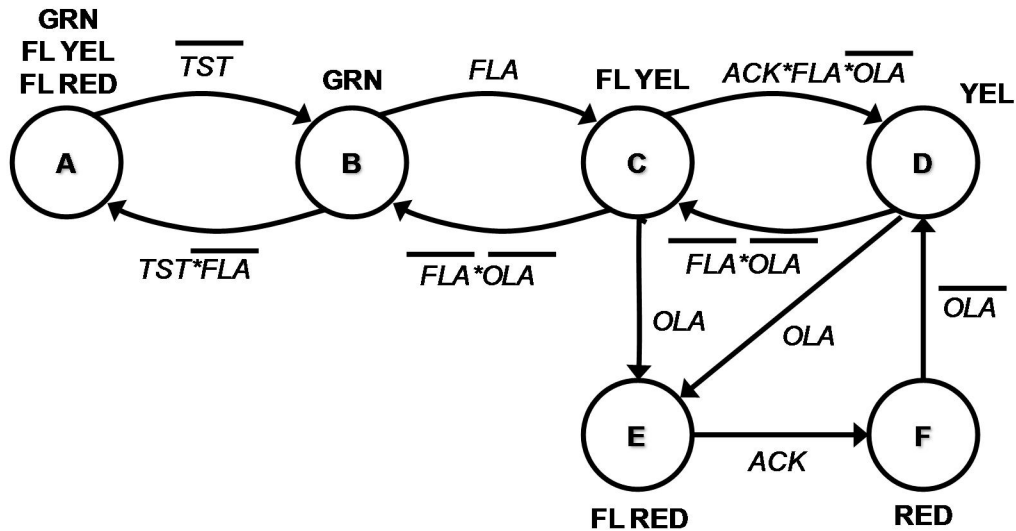 GRN
FL YEL
FL RED
TST
GRN
FLA
FL YEL
ACK*FLA*OLA
YEL
A
B
C
D
TST*FLA
FLA*OLA
FLA*OLA
OLA
OLA
OLA
E
F
ACK
FL RED
RED